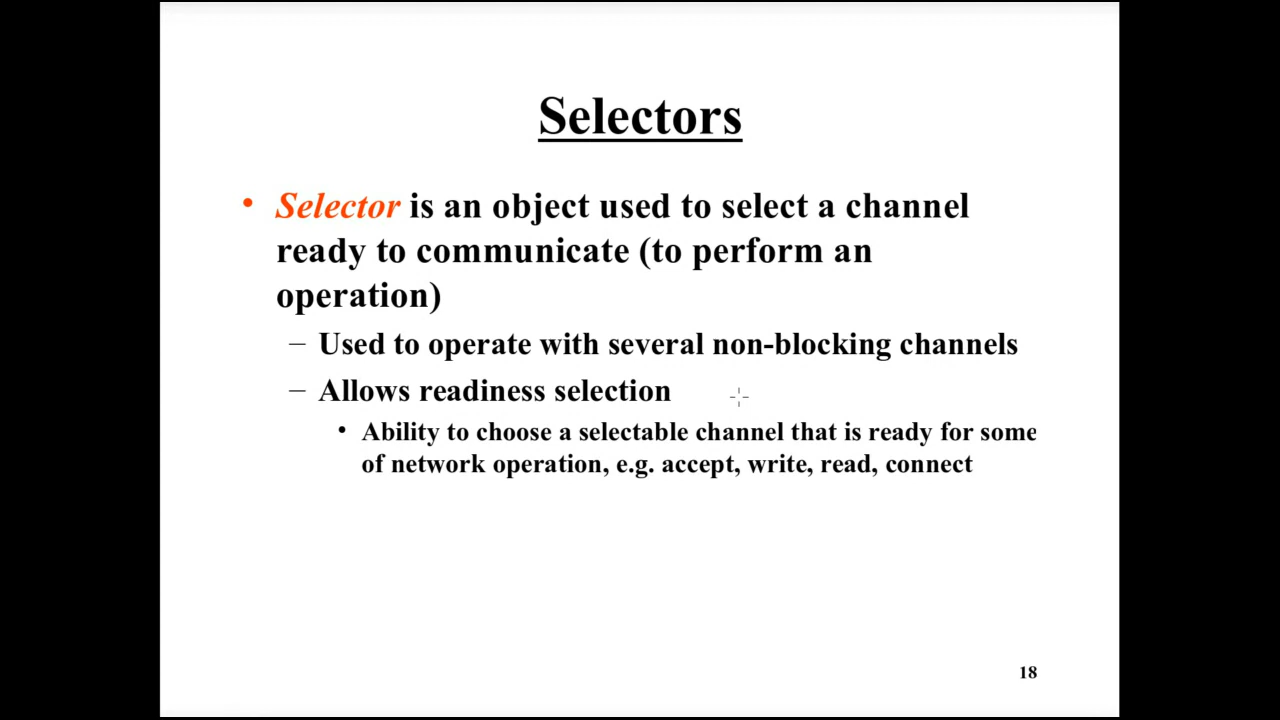 Selectors
• Selector is an object used to select a channel
ready to communicate (to perform an
operation)
– Used to operate with several non-blocking channels
– Allows readiness selection
• Ability to choose a selectable channel that is ready for some
of network operation, e.g. accept, write, read, connect
18